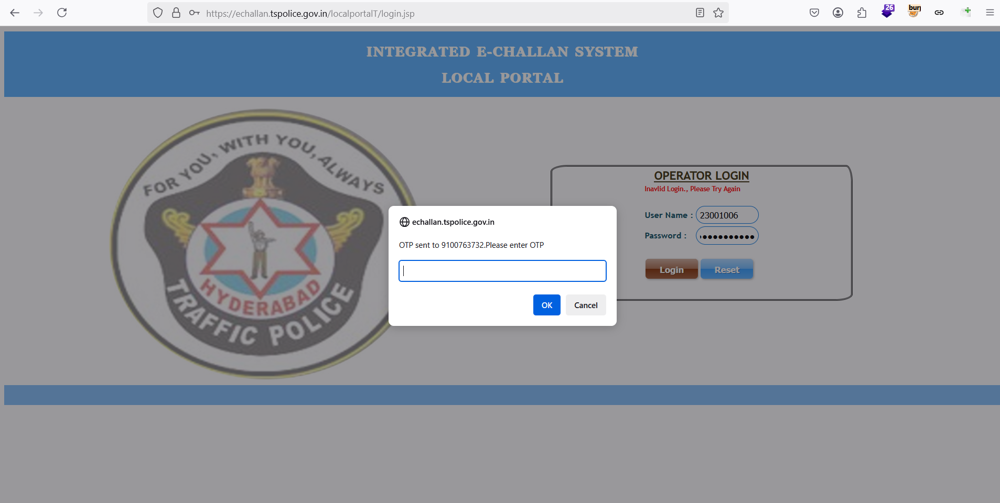 https://echallan.tspolice.gov.in/localportalT/login.jsp
26
burp
INTEGRATED E-CHALLAN SYSTEM
LOCAL PORTAL
FOR YOU, WITH YOU, ALWAYS
HYDERABAD
TRAFFIC POLICE
OPERATOR LOGIN
Inavlid Login., Please Try Again
User Name : 23001006
Password :
Login Reset
echallan.tspolice.gov.in
OTP sent to 9100763732.Please enter OTP
OK Cancel